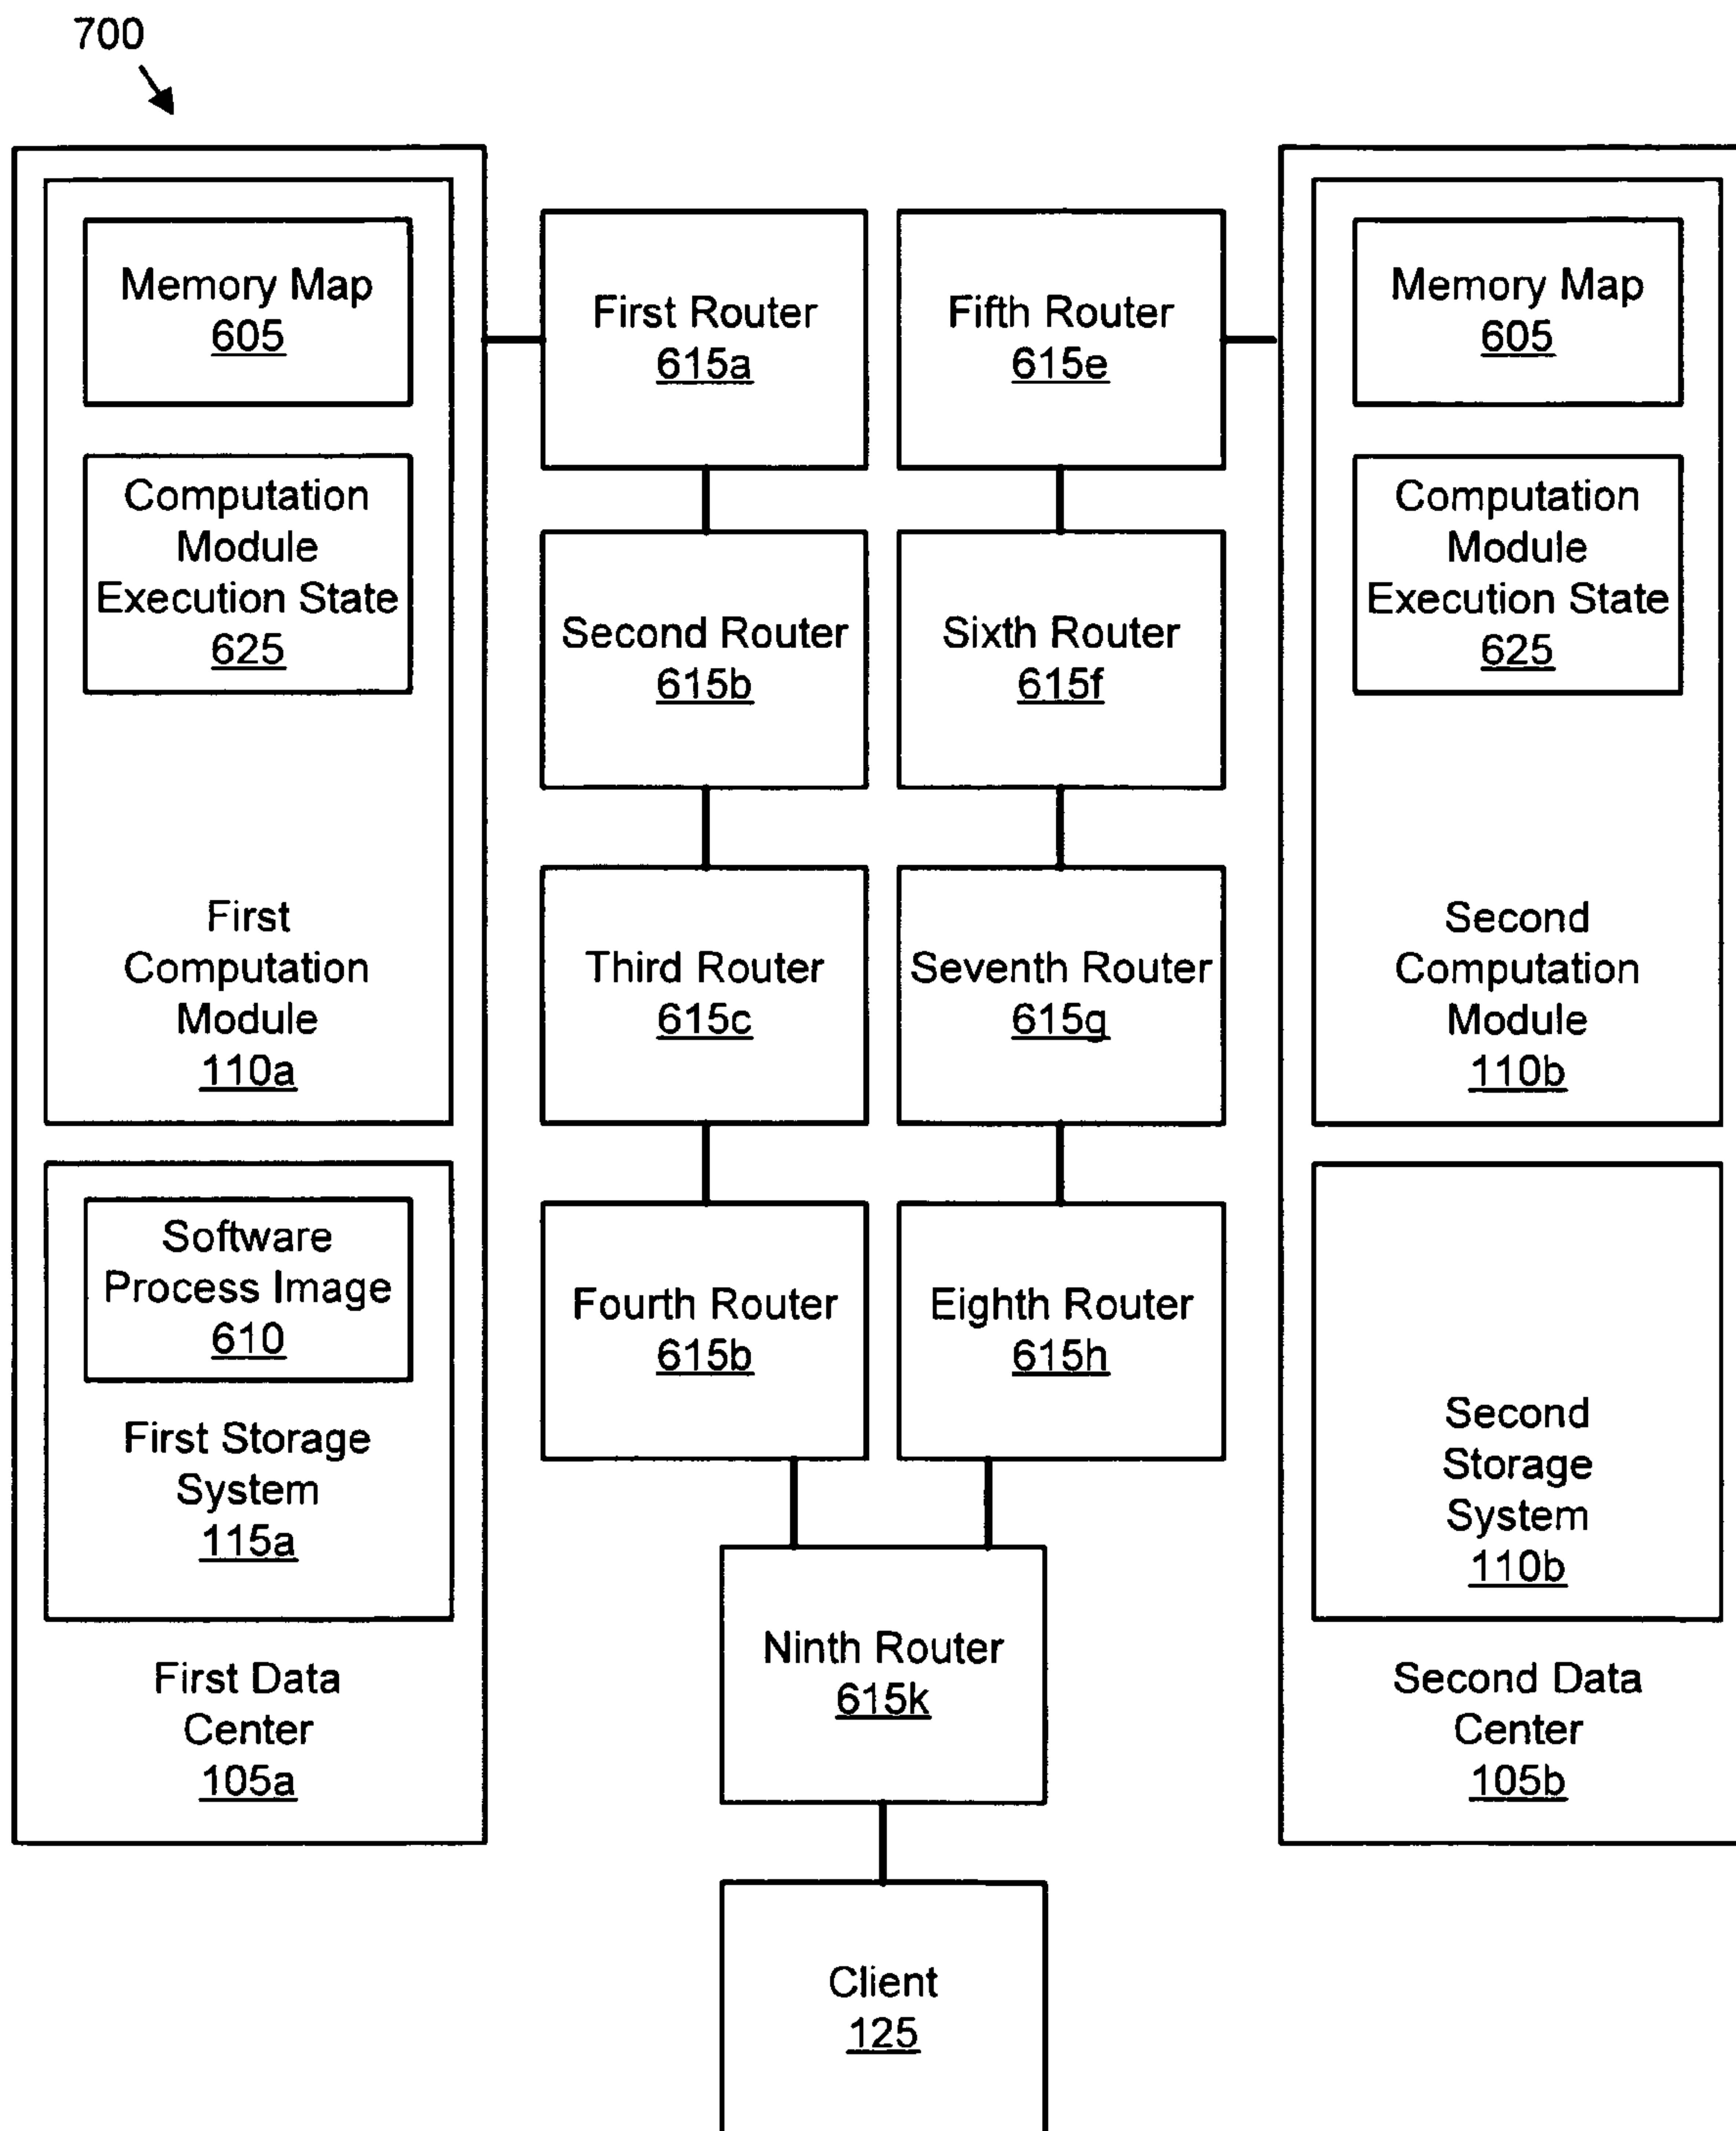 700
Memory Map
605
Computation
Module
Execution State
625
First
Computation
Module
110a
Software
Process Image
610
First Storage
System
115a
First Data
Center
105a
First Router
615a
Second Router
615b
Third Router
615c
Fourth Router
615b
Fifth Router
615e
Sixth Router
615f
Seventh Router
615g
Eighth Router
615h
Ninth Router
615k
Client
125
Memory Map
605
Computation
Module
Execution State
625
Second
Computation
Module
110b
Second
Storage
System
110b
Second Data
Center
105b